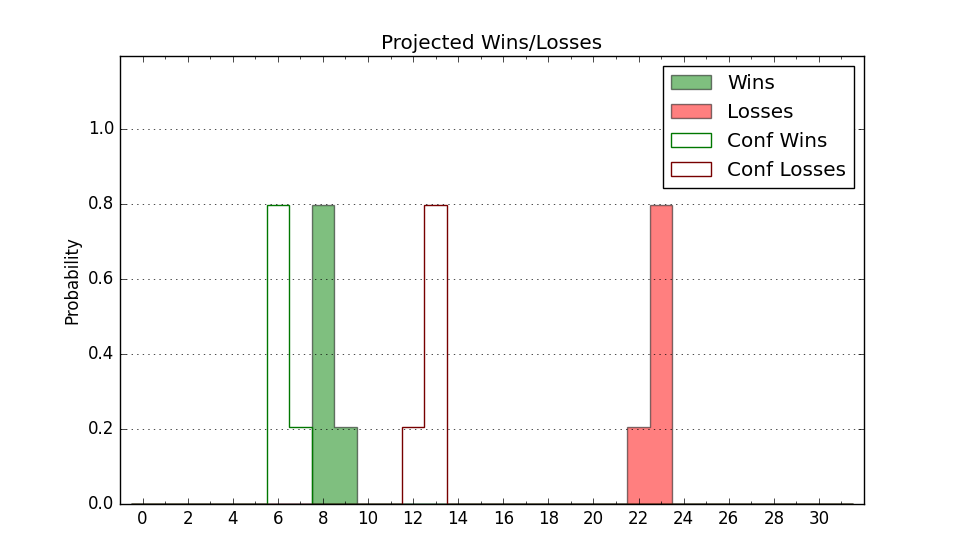 Projected Wins/Losses
Wins
Losses
Conf Wins
Conf Losses
Probability
1.0
0.8
0.6
0.4
0.2
0.0
0 2 4 6 8 10 12 14 16 18 20 22 24 26 28 30